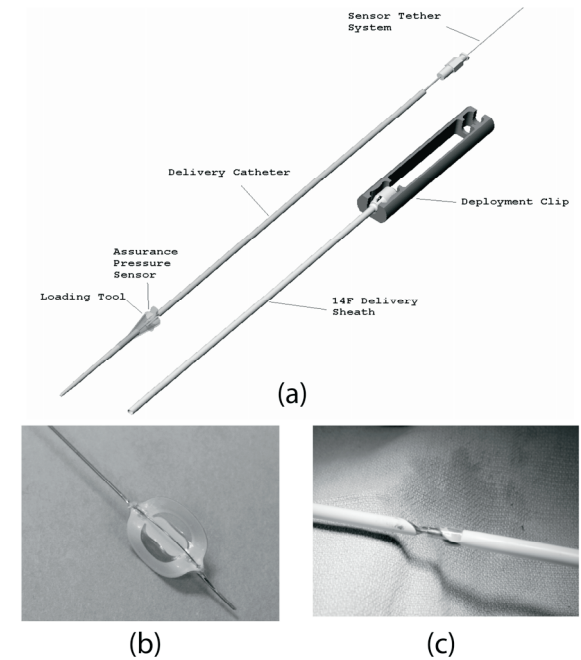 Sensor Tether
System
Delivery Catheter
Deployment Clip
Assurance
Pressure
Sensor
Loading Tool
14F Delivery
Sheath
(a)
(b)
(c)